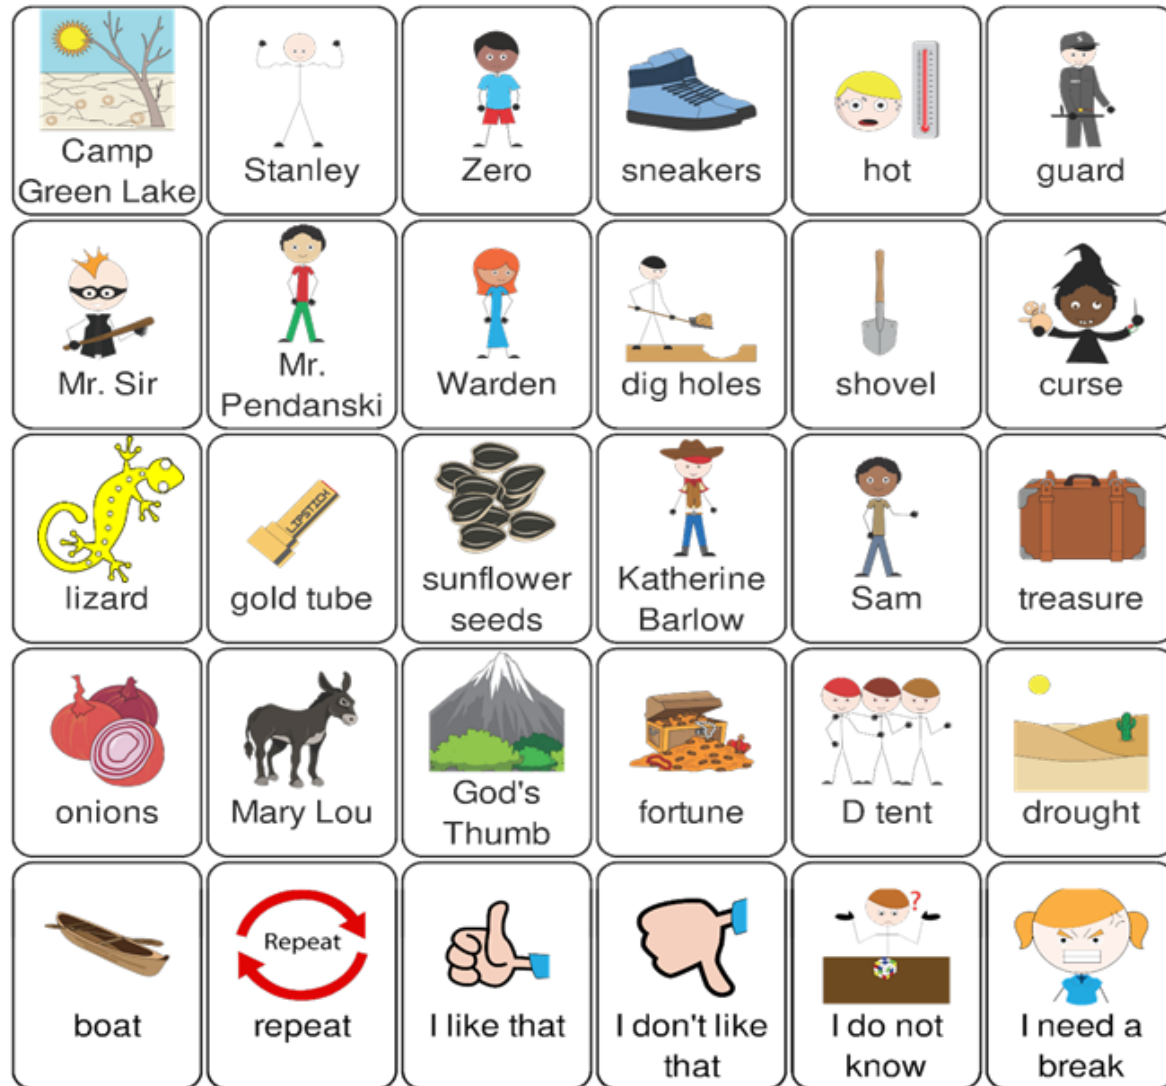 Camp
Green Lake
Stanley
Zero
sneakers
hot
guard
Mr. Sir
Mr.
Pendanski
Warden
dig holes
shovel
curse
lizard
LIPSTICK
gold tube
sunflower
seeds
Katherine
Barlow
Sam
treasure
onions
Mary Lou
God's
Thumb
fortune
D tent
drought
boat
Repeat
repeat
I like that
I don't like
that
?
I do not
know
I need a
break